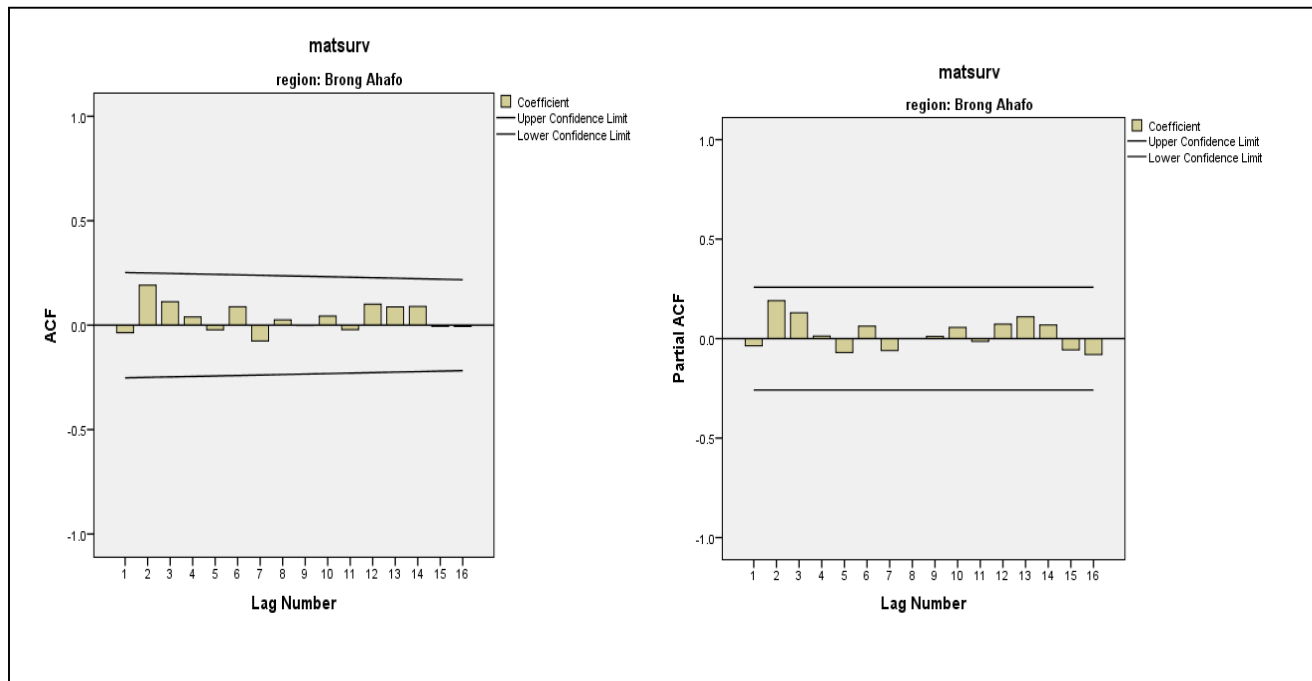 matsurv
region: Brong Ahafo
Coefficient
Upper Confidence Limit
Lower Confidence Limit
1.0
0.5
0.0
-0.5
-1.0
ACF
1 2 3 4 5 6 7 8 9 10 11 12 13 14 15 16
Lag Number
matsurv
region: Brong Ahafo
Coefficient
Upper Confidence Limit
Lower Confidence Limit
1.0
0.5
0.0
-0.5
-1.0
Partial ACF
1 2 3 4 5 6 7 8 9 10 11 12 13 14 15 16
Lag Number